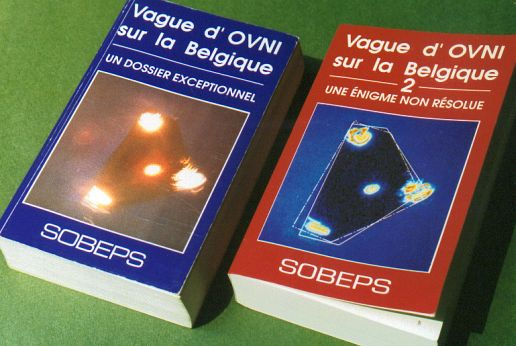 Vague d' OVNI
sur la Belgique
UN DOSSIER EXCEPTIONNEL
SOBEPS
Vague d' OVNI
sur la Belgique
2
UNE ÉNIGME NON RÉSOLUE
SOBEPS